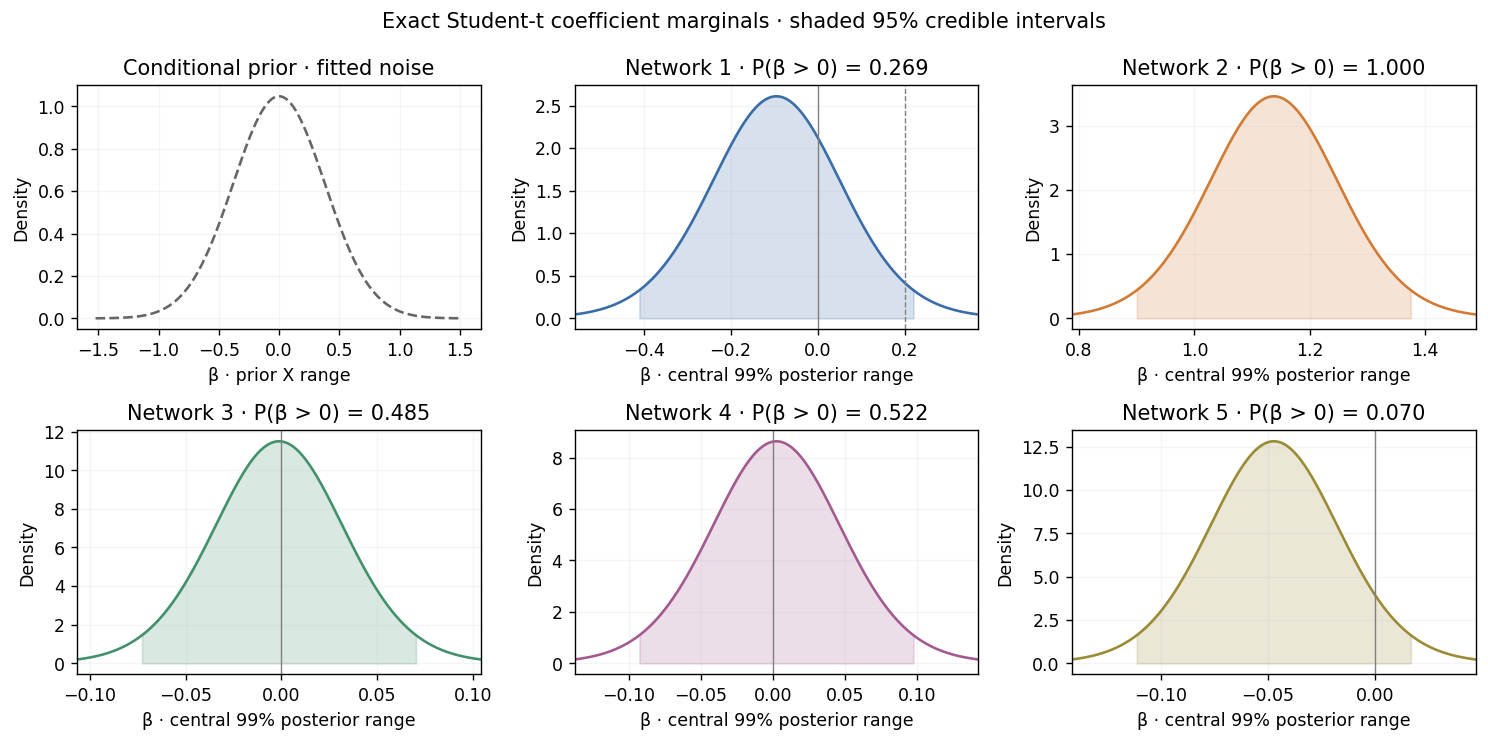 Exact Student-t coefficient marginals · shaded 95% credible intervals
Conditional prior · fitted noise
Density
1.0
0.8
0.6
0.4
0.2
0.0
−1.5 −1.0 −0.5 0.0 0.5 1.0 1.5
β · prior X range
Network 1 · P(β > 0) = 0.269
Density
2.5
2.0
1.5
1.0
0.5
0.0
−0.4 −0.2 0.0 0.2
β · central 99% posterior range
Network 2 · P(β > 0) = 1.000
Density
3
2
1
0
0.8 1.0 1.2 1.4
β · central 99% posterior range
Network 3 · P(β > 0) = 0.485
Density
12
10
8
6
4
2
0
−0.10 −0.05 0.00 0.05 0.10
β · central 99% posterior range
Network 4 · P(β > 0) = 0.522
Density
8
6
4
2
0
−0.10 −0.05 0.00 0.05 0.10
β · central 99% posterior range
Network 5 · P(β > 0) = 0.070
Density
12.5
10.0
7.5
5.0
2.5
0.0
−0.10 −0.05 0.00
β · central 99% posterior range